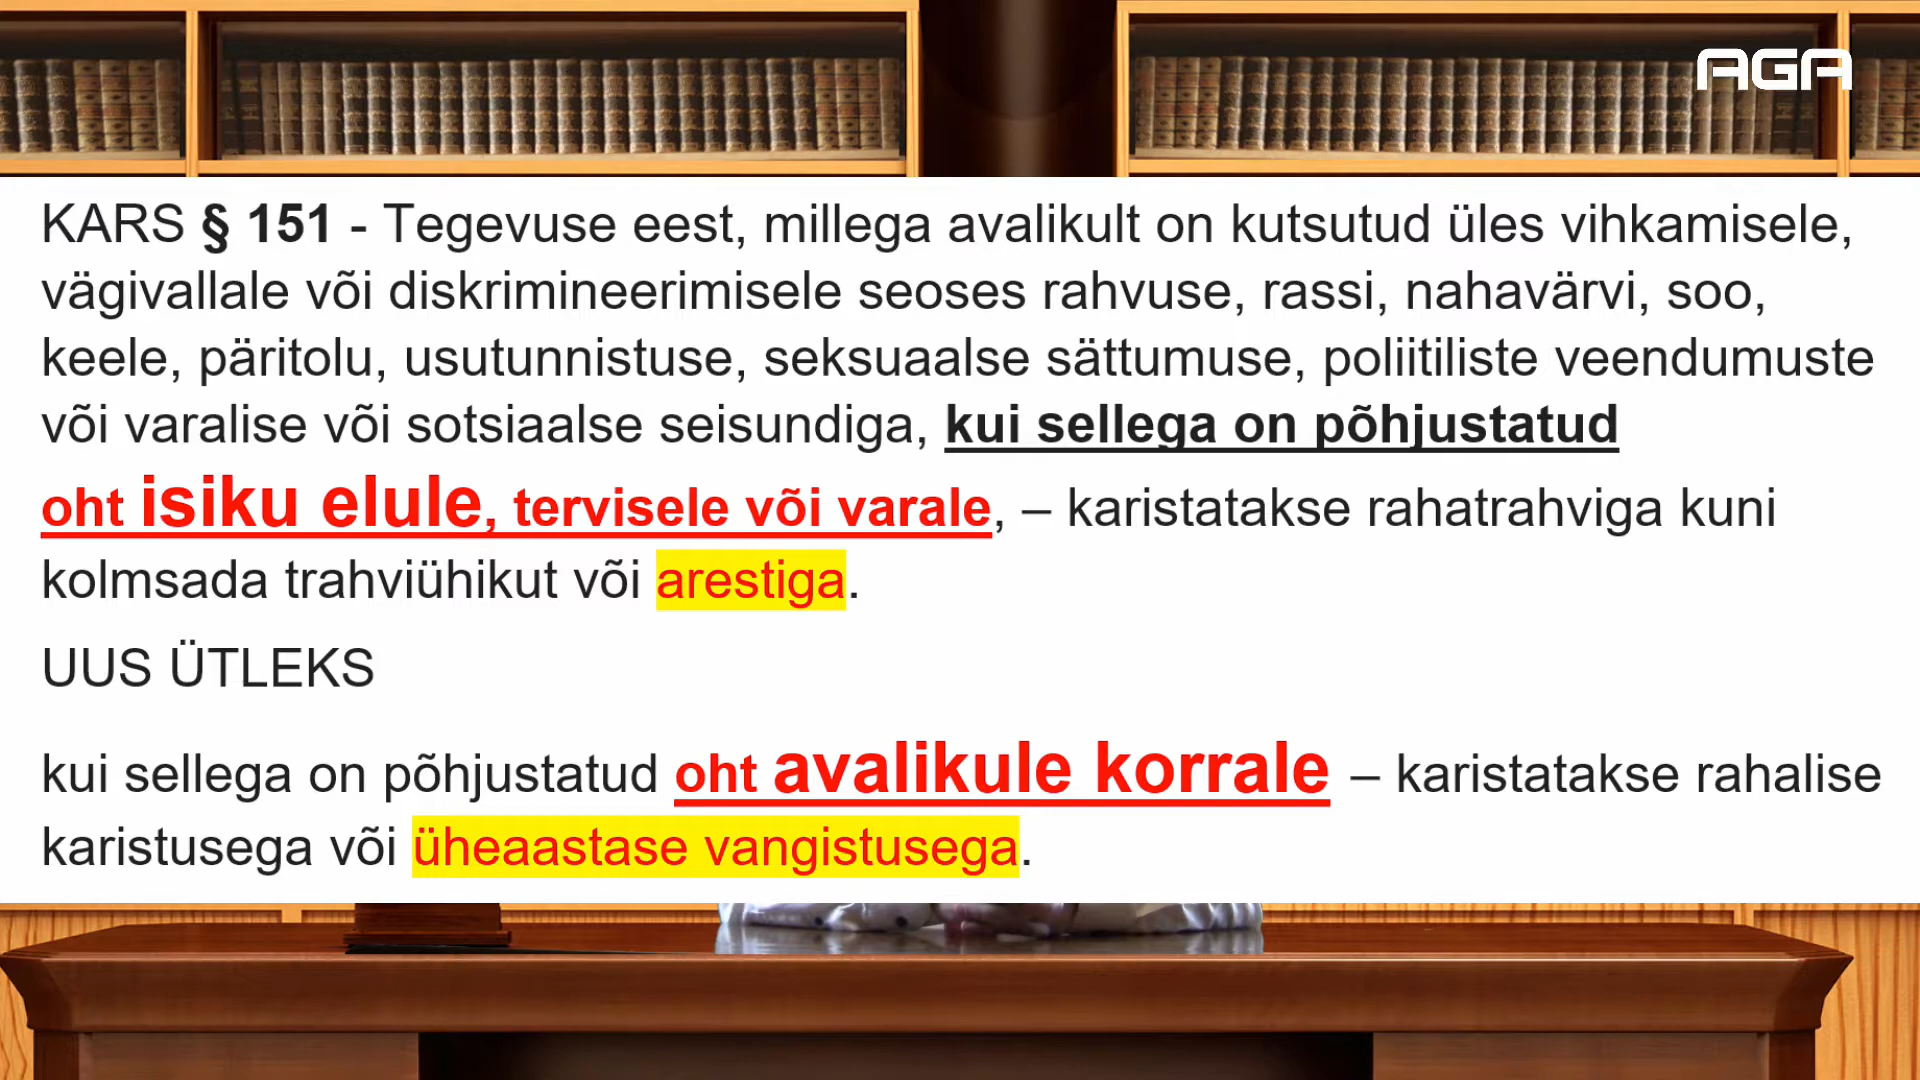 AGA
KARS § 151 - Tegevuse eest, millega avalikult on kutsutud üles vihkamisele,
vägivallale või diskrimineerimisele seoses rahvuse, rassi, nahavärvi, soo,
keele, päritolu, usutunnistuse, seksuaalse sättumuse, poliitiliste veendumuste
või varalise või sotsiaalse seisundiga, kui sellega on põhjustatud
oht isiku elule, tervisele või varale, – karistatakse rahatrahviga kuni
kolmsada trahviühikut või arestiga.
UUS ÜTLEKS
kui sellega on põhjustatud oht avalikule korrale – karistatakse rahalise
karistusega või üheaastase vangistusega.